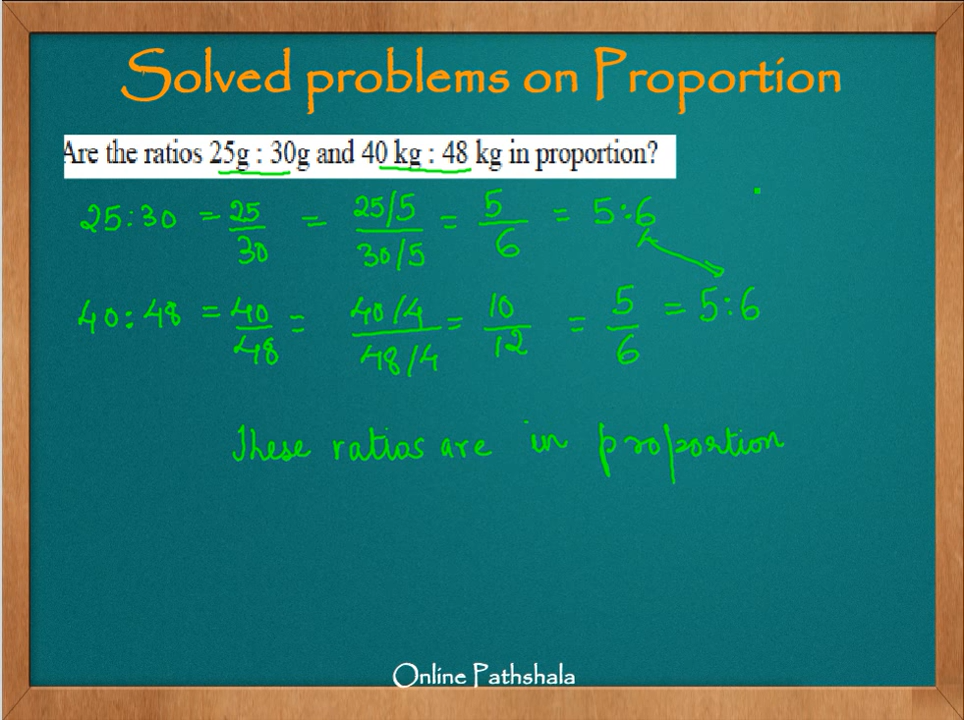 Solved problems on Proportion
Are the ratios 25g : 30g and 40 kg : 48 kg in proportion?
25:30 = 25/30 = 25/5 / 30/5 = 5/6 = 5:6
40:48 = 40/48 = 40/4 / 48/4 = 10/12 = 5/6 = 5:6
These ratios are in proportion
Online Pathshala